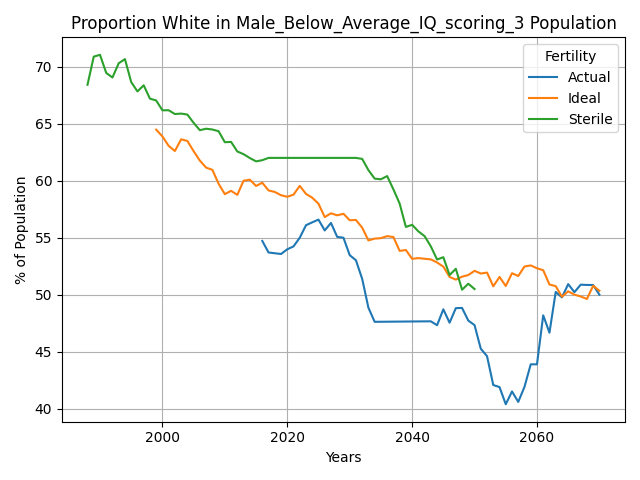 Proportion White in Male_Below_Average_IQ_scoring_3 Population
Fertility
Actual
Ideal
Sterile
% of Population
70
65
60
55
50
45
40
2000
2020
2040
2060
Years